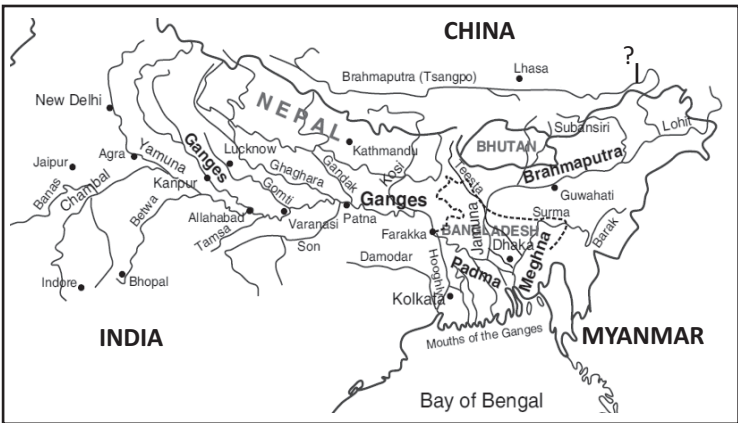 CHINA
?
Brahmaputra (Tsangpo)
Lhasa
New Delhi
NEPAL
Subansiri
Lohit
BHUTAN
Brahmaputra
Agra
Yamuna
Ganges
Lucknow
Kathmandu
Kosi
Teesta
Jaipur
Banas
Chambal
Kanpur
Ghaghara
Gandak
Gomti
Guwahati
Ganges
Betwa
Allahabad
Varanasi
Patna
Surma
Tamsa
Son
Farakka
BANGLADESH
Jamuna
Dhaka
Barak
Indore
Bhopal
Damodar
Hooghly
Padma
Meghna
Kolkata
INDIA
Mouths of the Ganges
MYANMAR
Bay of Bengal